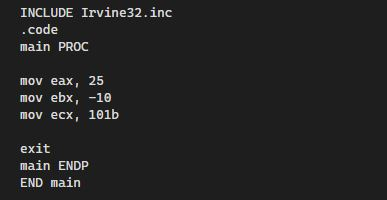 INCLUDE Irvine32.inc
.code
main PROC
mov eax, 25
mov ebx, -10
mov ecx, 101b
exit
main ENDP
END main